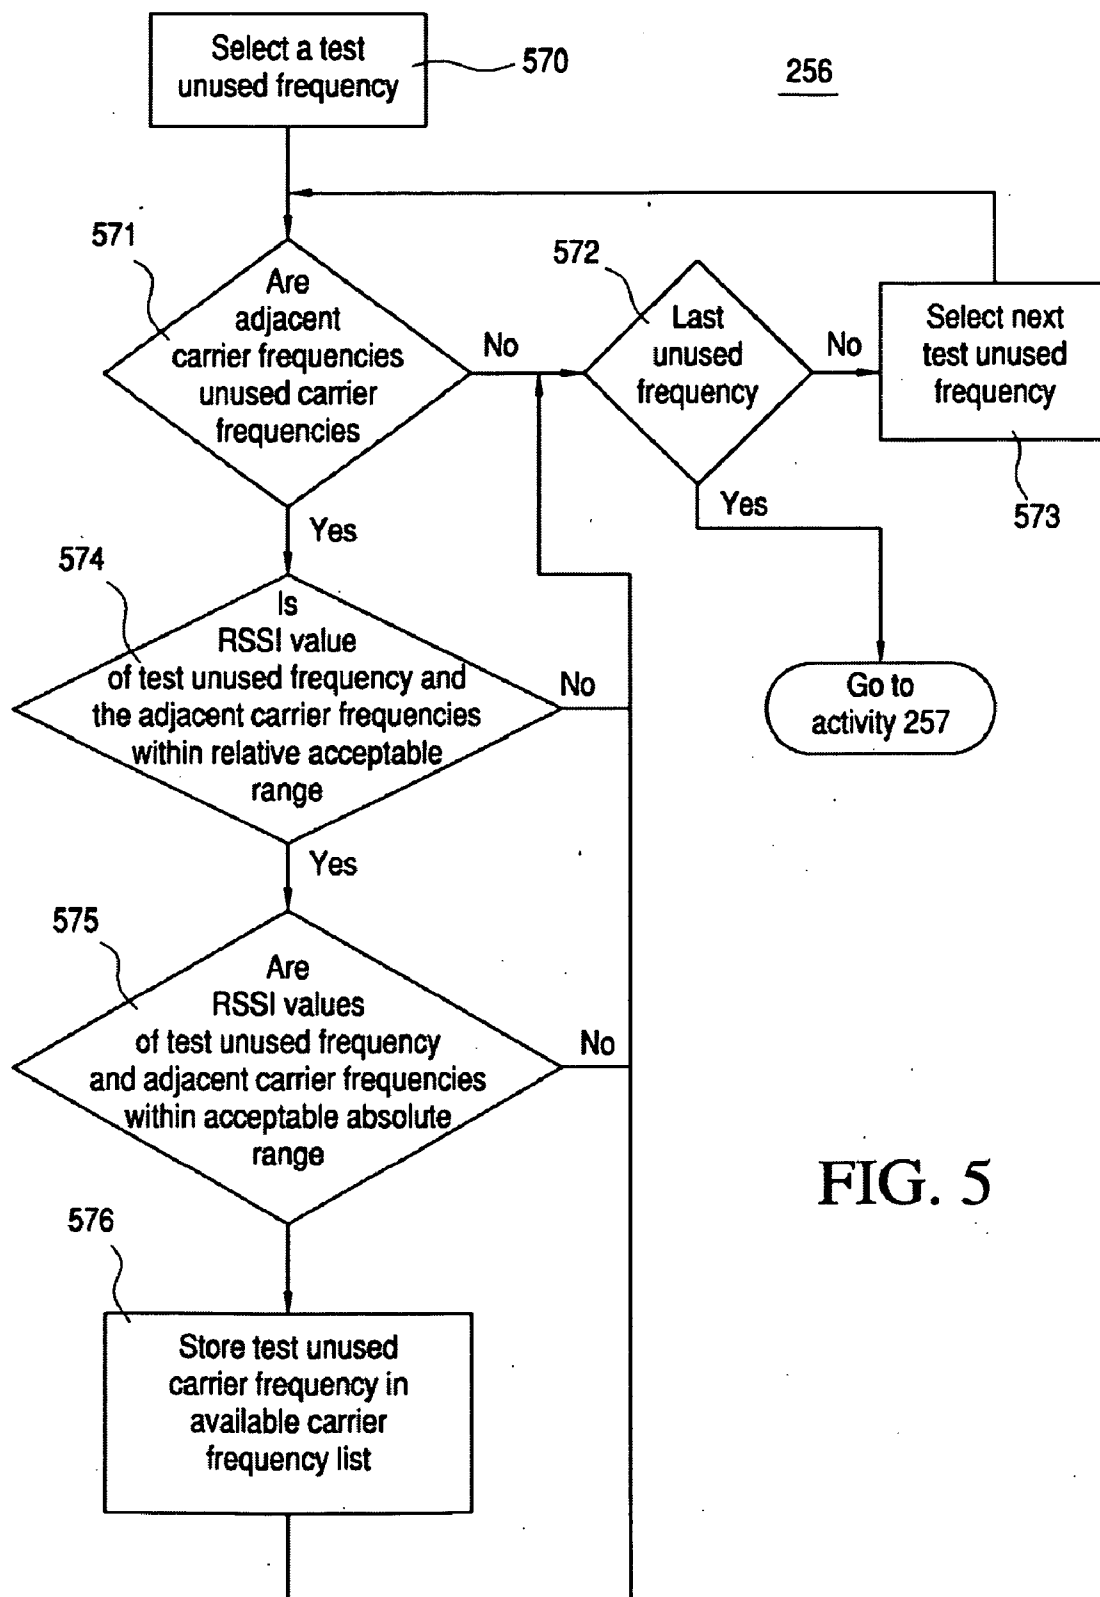 Select a test
unused frequency
570
256
571
Are
adjacent
carrier frequencies
unused carrier
frequencies
No
572
Last
unused
frequency
No
Select next
test unused
frequency
573
Yes
Yes
Go to
activity 257
574
Is
RSSI value
of test unused frequency and
the adjacent carrier frequencies
within relative acceptable
range
No
Yes
575
Are
RSSI values
of test unused frequency
and adjacent carrier frequencies
within acceptable absolute
range
No
576
Store test unused
carrier frequency in
available carrier
frequency list
FIG. 5